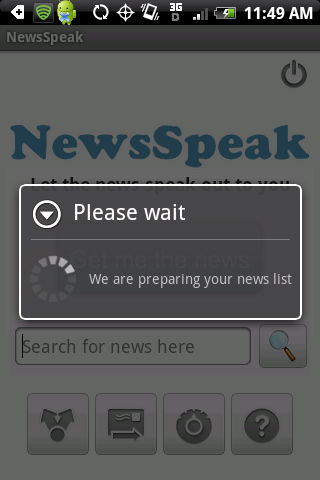 3G
D
11:49 AM
NewsSpeak
NewsSpeak
Let the news speak out to you
Please wait
Get me the news
We are preparing your news list
Search for news here
?